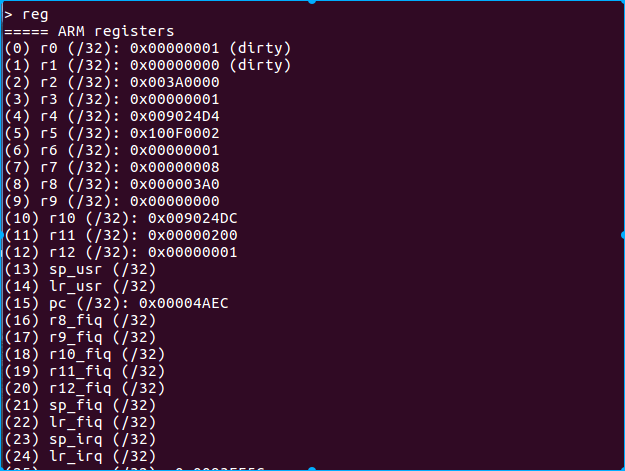 > reg
===== ARM registers
(0) r0 (/32): 0x00000001 (dirty)
(1) r1 (/32): 0x00000000 (dirty)
(2) r2 (/32): 0x003A0000
(3) r3 (/32): 0x00000001
(4) r4 (/32): 0x009024D4
(5) r5 (/32): 0x100F0002
(6) r6 (/32): 0x00000001
(7) r7 (/32): 0x00000008
(8) r8 (/32): 0x000003A0
(9) r9 (/32): 0x00000000
(10) r10 (/32): 0x009024DC
(11) r11 (/32): 0x00000200
(12) r12 (/32): 0x00000001
(13) sp_usr (/32)
(14) lr_usr (/32)
(15) pc (/32): 0x00004AEC
(16) r8_fiq (/32)
(17) r9_fiq (/32)
(18) r10_fiq (/32)
(19) r11_fiq (/32)
(20) r12_fiq (/32)
(21) sp_fiq (/32)
(22) lr_fiq (/32)
(23) sp_irq (/32)
(24) lr_irq (/32)